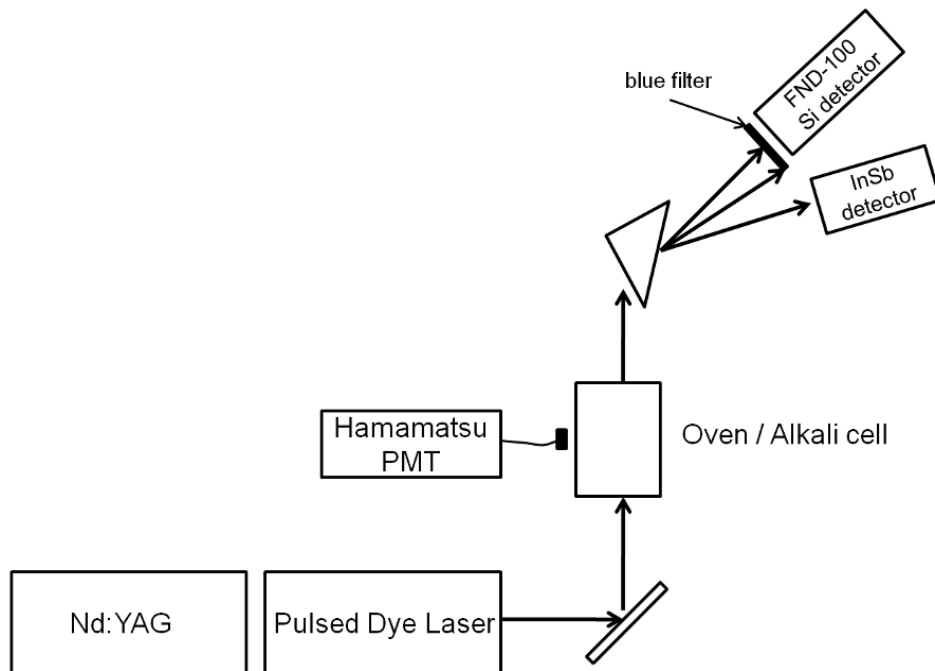 blue filter
FND-100
Si detector
InSb
detector
Hamamatsu
PMT
Oven / Alkali cell
Nd:YAG
Pulsed Dye Laser